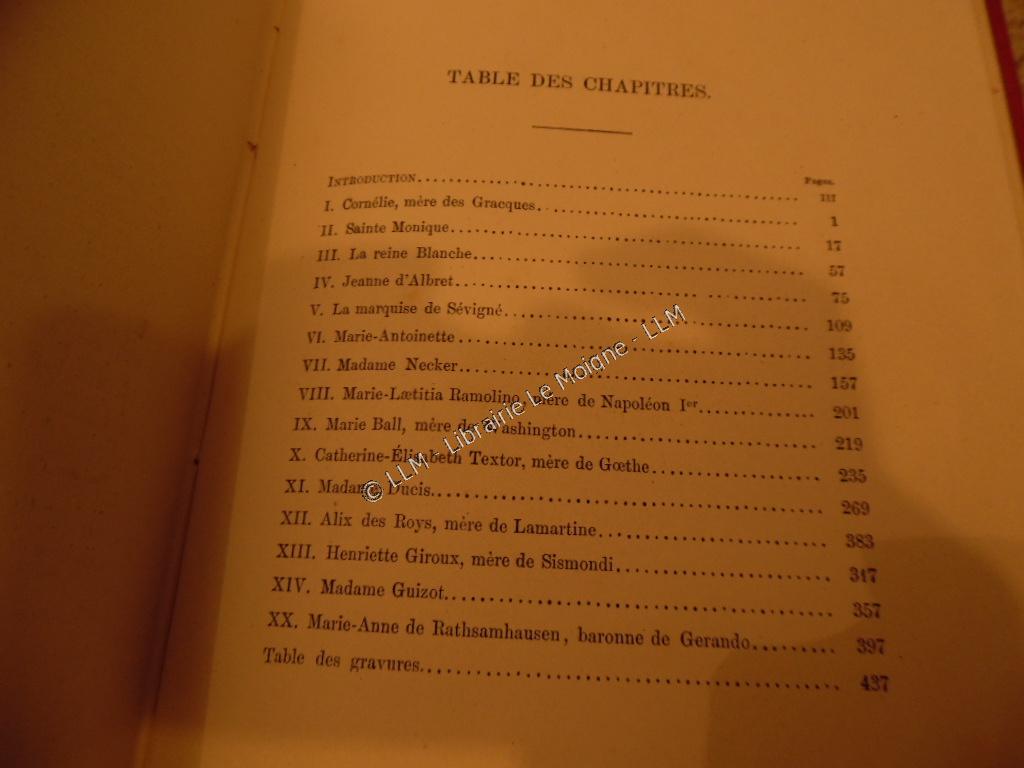 TABLE DES CHAPITRES.
Pages.
INTRODUCTION.......... III
I. Cornélie, mère des Gracques.......... 1
II. Sainte Monique.......... 17
III. La reine Blanche.......... 57
IV. Jeanne d'Albret.......... 75
V. La marquise de Sévigné.......... 109
VI. Marie-Antoinette.......... 135
VII. Madame Necker.......... 157
VIII. Marie-Lætitia Ramolino, mère de Napoléon Ier.......... 201
IX. Marie Ball, mère de Washington.......... 219
X. Catherine-Élisabeth Textor, mère de Gœthe.......... 235
XI. Madame Ducis.......... 269
XII. Alix des Roys, mère de Lamartine.......... 383
XIII. Henriette Giroux, mère de Sismondi.......... 317
XIV. Madame Guizot.......... 357
XX. Marie-Anne de Rathsamhausen, baronne de Gerando.......... 397
Table des gravures.......... 437
© LLM - Librairie Le Moigne - LLM